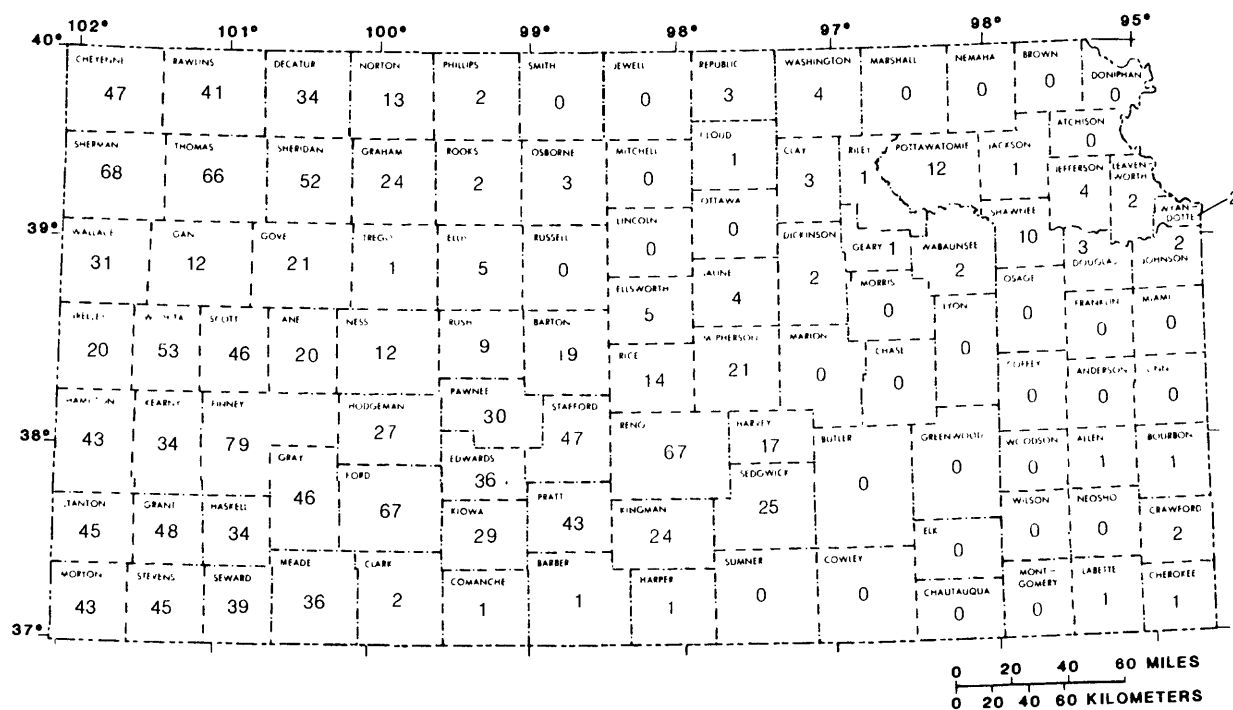 102° 101° 100° 99° 98° 97° 98° 95°
40°
CHEYENNE RAWLINS DECATUR NORTON PHILLIPS SMITH JEWELL REPUBLIC WASHINGTON MARSHALL NEMAHA BROWN DONIPHAN
47 41 34 13 2 0 0 3 4 0 0 0 0
ATCHISON
0
SHERMAN THOMAS SHERIDAN GRAHAM ROOKS OSBORNE MITCHELL CLOUD CLAY RILEY POTTAWATOMIE JACKSON JEFFERSON LEAVEN-
WORTH
68 66 52 24 2 3 0 1 3 1 12 1 4 2
39°
OTTAWA
0
LINCOLN
0
WYAN-
DOTTE
2
WALLACE GOVE RUSSELL DICKINSON GEARY WABAUNSEE SHAWNEE
31 12 21 1 5 0 2 1 2 10 3 2
ELLSWORTH MORRIS OSAGE
5 4 0 0
SCOTT NESS RUSH BARTON LYON FRANKLIN MIAMI
20 53 46 20 12 9 19 0 0 0
RICE MARION CHASE ANDERSON
14 21 0 0 0 0 0
38°
KEARNY FINNEY HODGEMAN PAWNEE STAFFORD
43 34 79 27 30 47
RENO HARVEY BUTLER GREENWOOD WOODSON ALLEN BOURBON
67 17 0 0 0 1 1
GRAY FORD EDWARDS SEDGWICK
46 67 36 25
GRANT HASKELL KIOWA PRATT KINGMAN ELK WILSON NEOSHO CRAWFORD
45 48 34 29 43 24 0 0 0 2
MORTON STEVENS SEWARD MEADE CLARK COMANCHE BARBER HARPER SUMNER COWLEY CHAUTAUQUA MONT-
GOMERY LABETTE CHEROKEE
43 45 39 36 2 1 1 1 0 0 0 0 1 1
37°
0 20 40 60 MILES
0 20 40 60 KILOMETERS